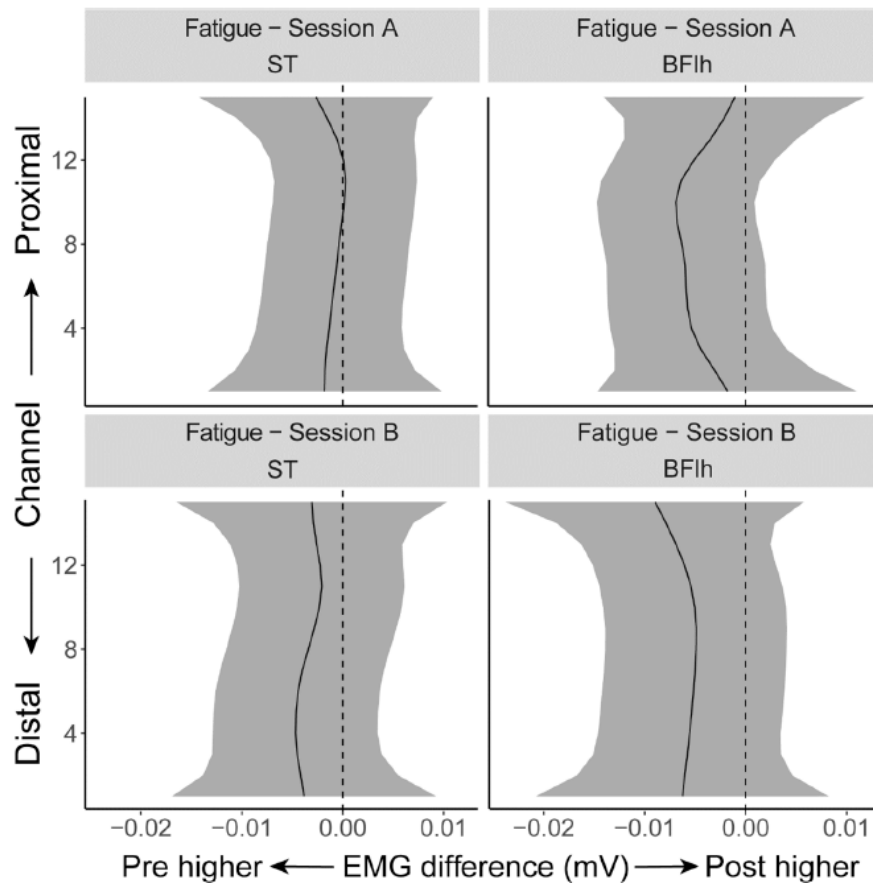 Fatigue − Session A
ST
Fatigue − Session A
BFlh
12
8
4
Fatigue − Session B
ST
Fatigue − Session B
BFlh
12
8
4
Distal ← Channel → Proximal
−0.02 −0.01 0.00 0.01
−0.02 −0.01 0.00 0.01
Pre higher ← EMG difference (mV) → Post higher